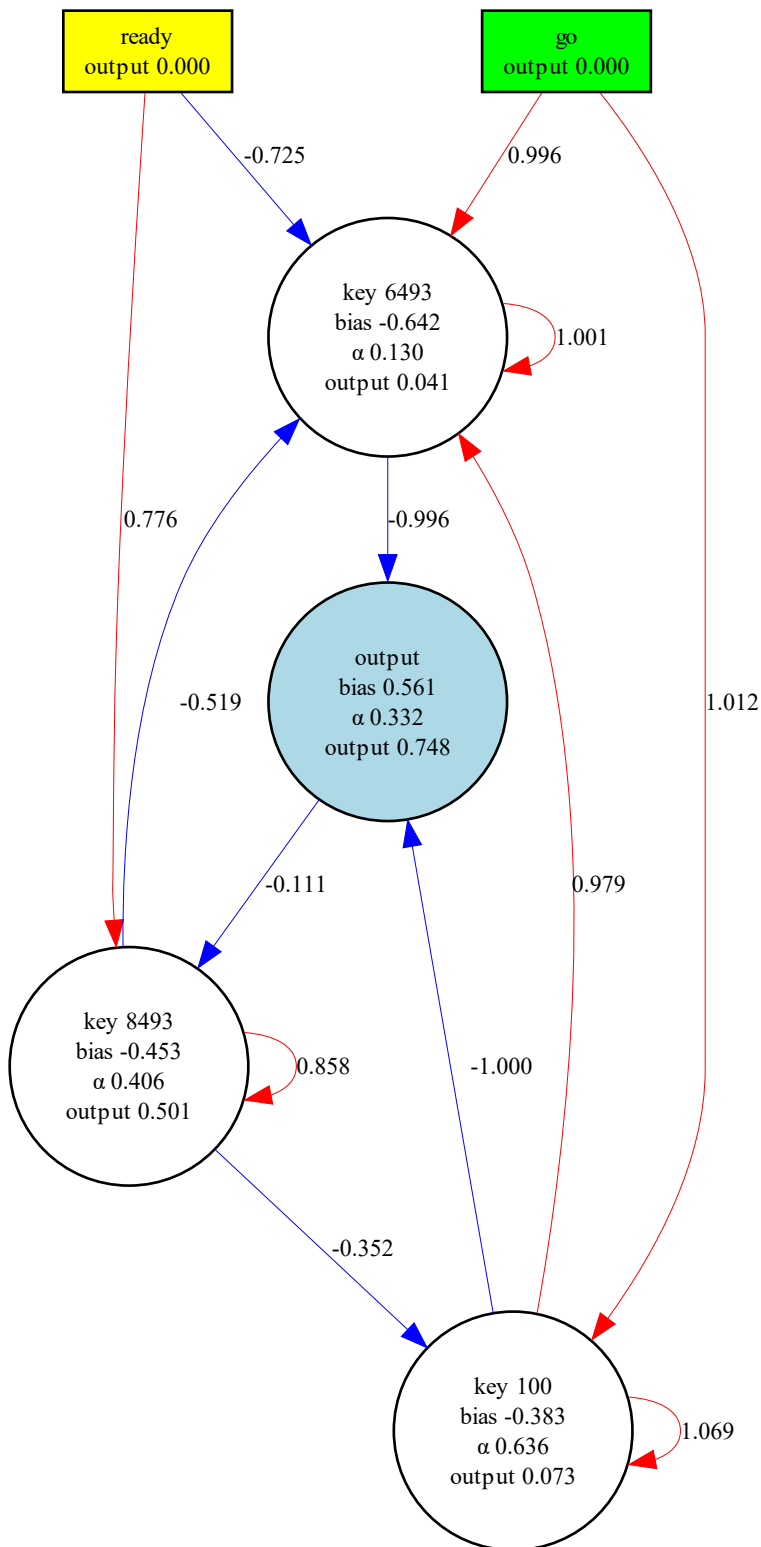 ready
output 0.000
go
output 0.000
-0.725
0.996
key 6493
bias -0.642
α 0.130
output 0.041
1.001
0.776
-0.996
output
bias 0.561
α 0.332
output 0.748
-0.519
1.012
-0.111
0.979
key 8493
bias -0.453
α 0.406
output 0.501
0.858
-1.000
-0.352
key 100
bias -0.383
α 0.636
output 0.073
1.069